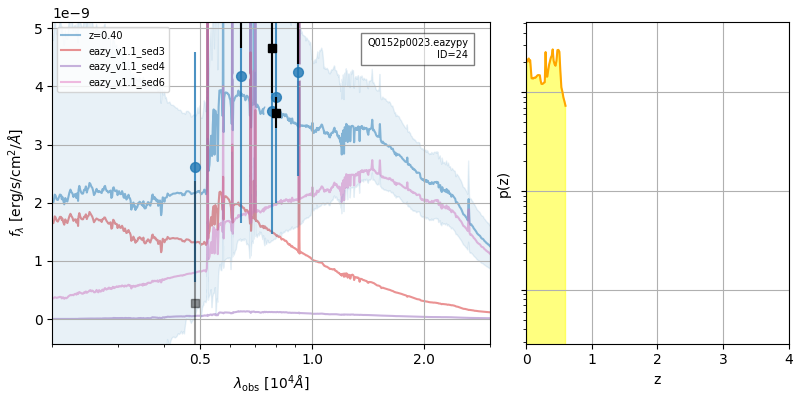 1e−9
z=0.40
eazy_v1.1_sed3
eazy_v1.1_sed4
eazy_v1.1_sed6
Q0152p0023.eazypy
ID=24
5
4
3
2
1
0
f_λ [erg/s/cm²/Å]
0.5 1.0 2.0
λ_obs [10⁴Å]
p(z)
0 1 2 3 4
z